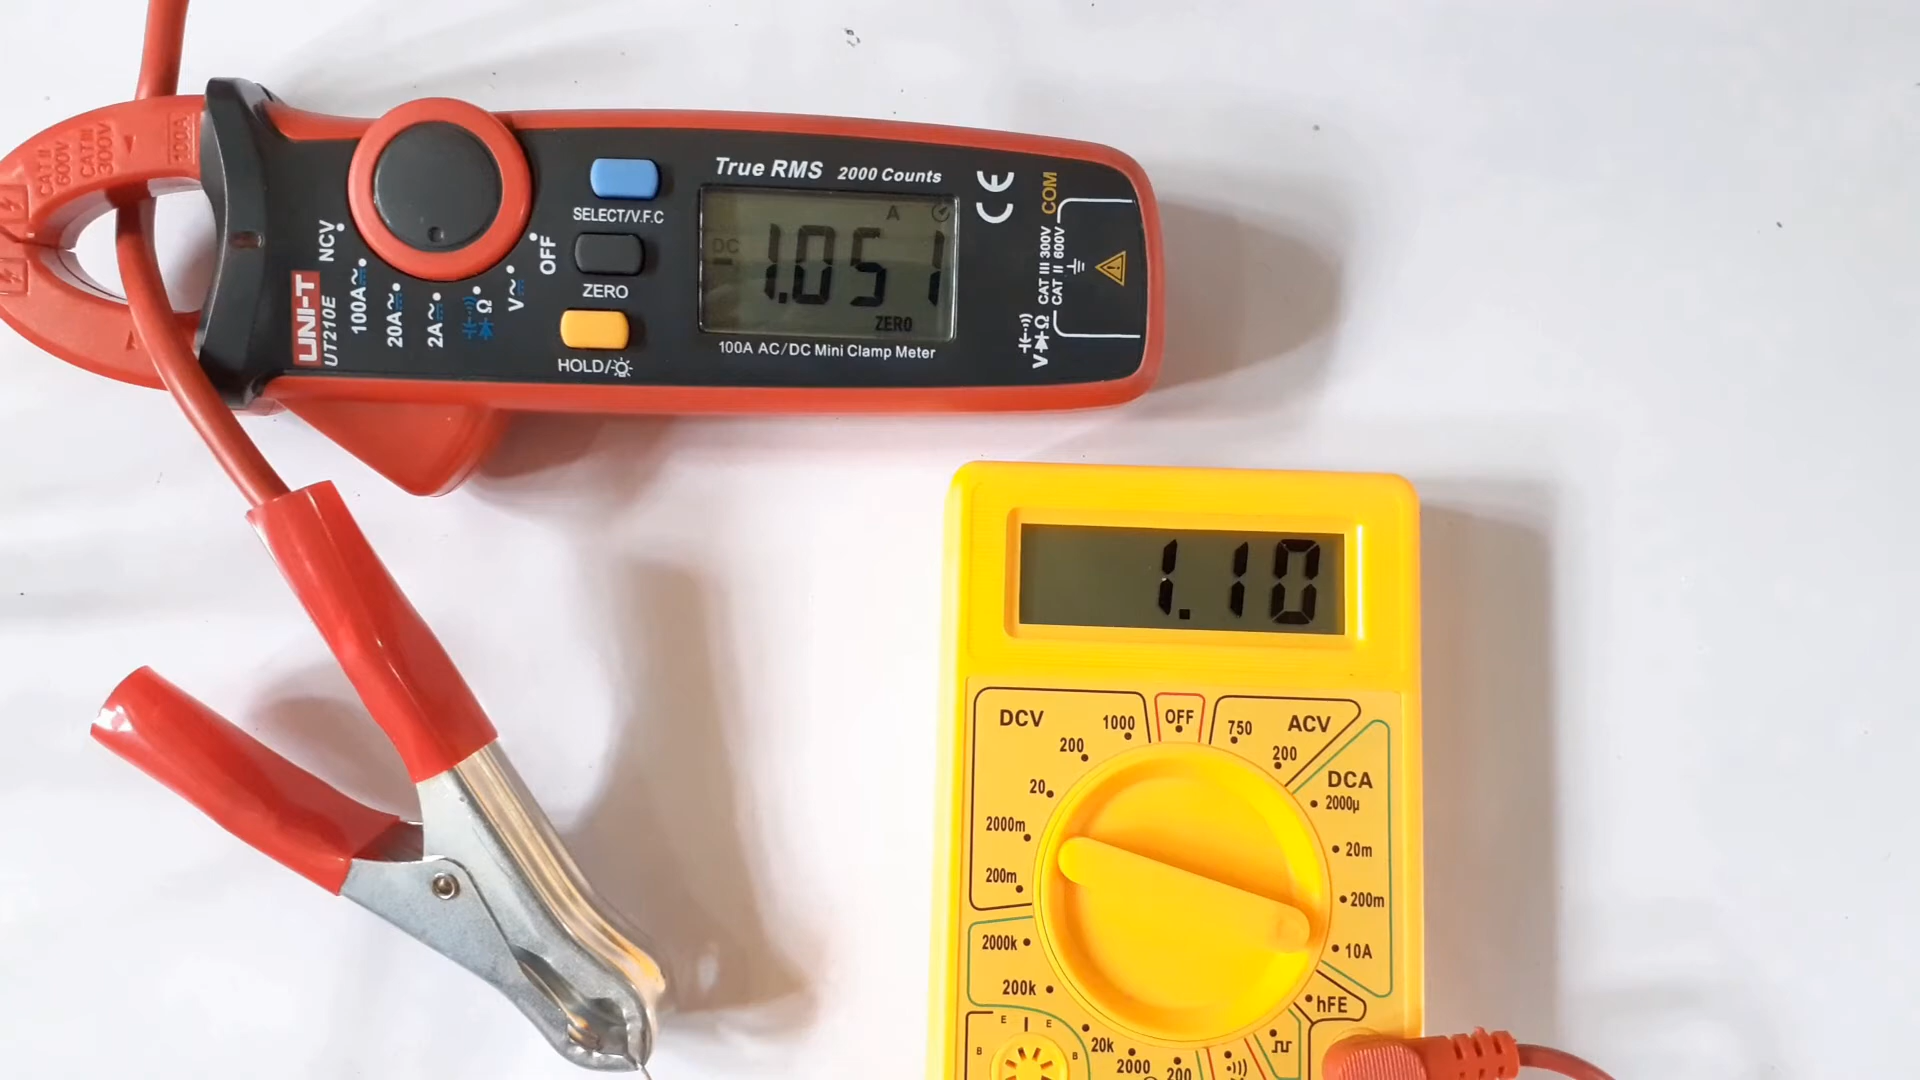 CAT II
600V
CAT III
300V
100A
UNI-T
UT210E
NCV
100A
20A
2A
Ω
V
OFF
SELECT/V.F.C
ZERO
HOLD/
True RMS 2000 Counts
A
DC
1.051
ZERO
100A AC/DC Mini Clamp Meter
CE
COM
CAT III 300V
CAT II 600V
V Ω
1.10
DCV
1000
OFF
750
ACV
200
200
DCA
20
2000µ
2000m
20m
200m
200m
2000k
10A
200k
hFE
E E
B B
20k
2000
200